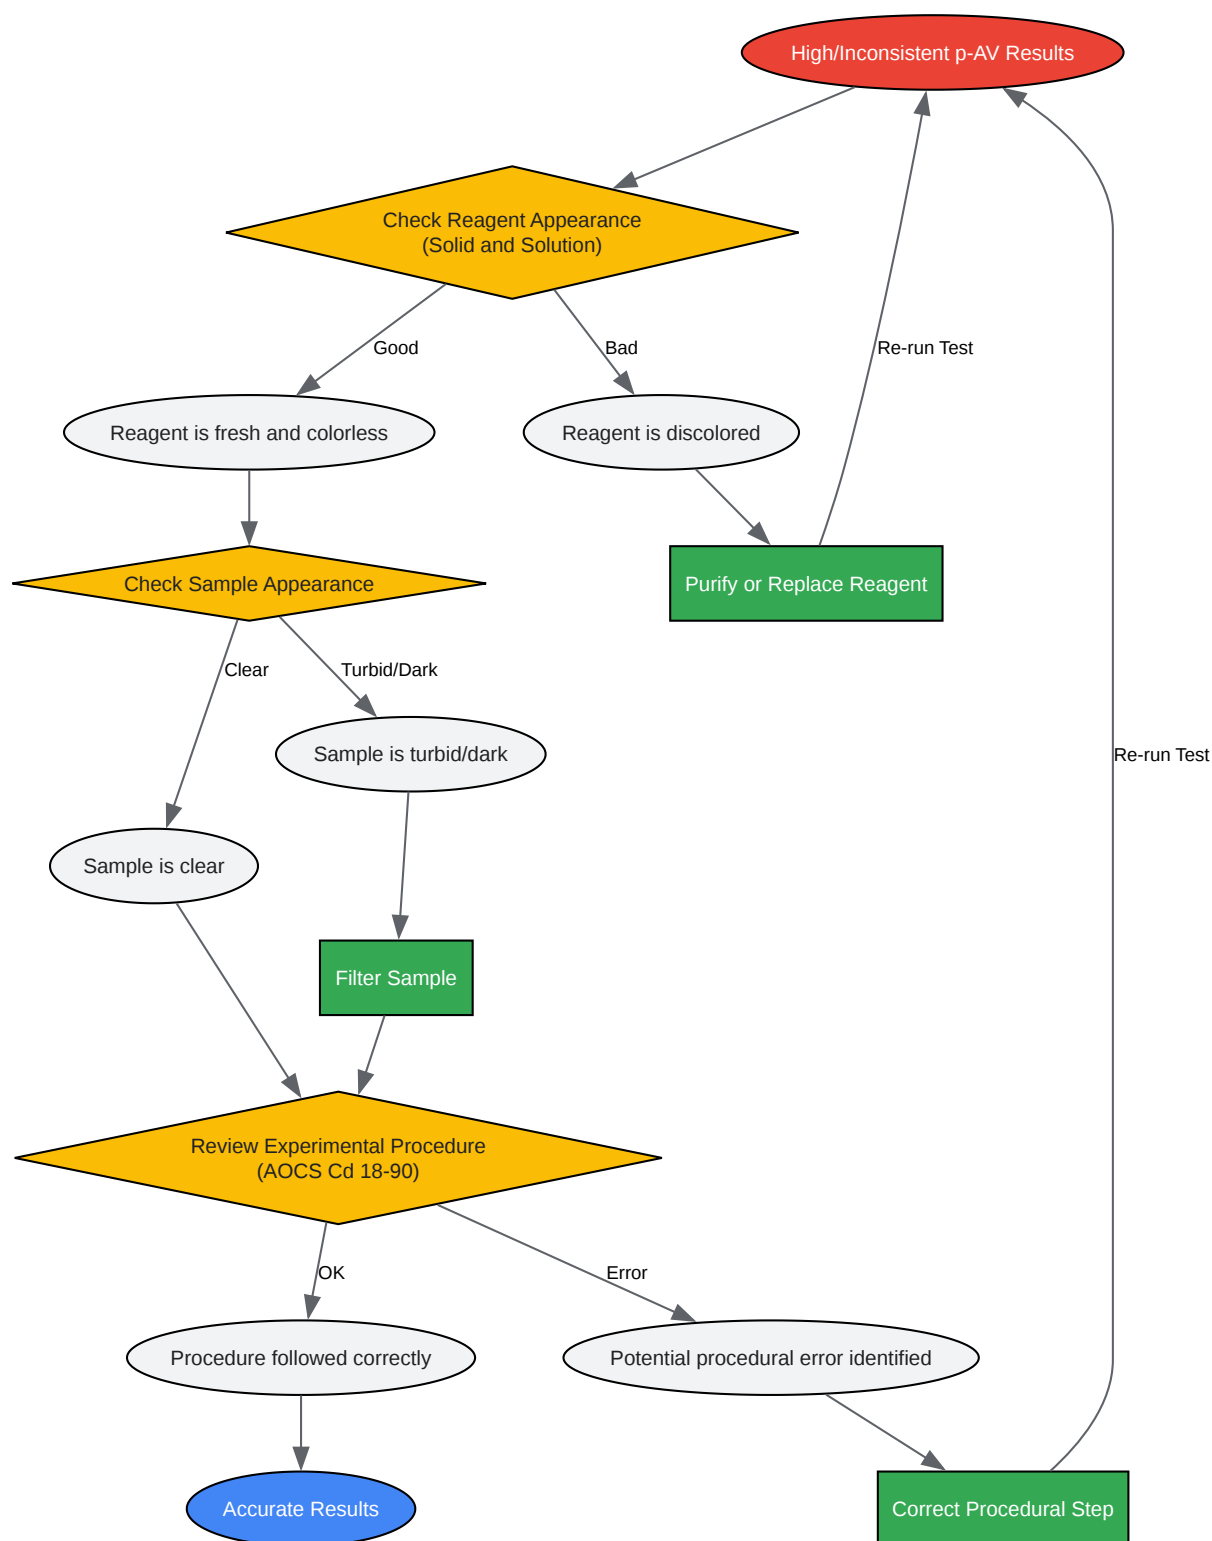 High/Inconsistent p-AV Results
Check Reagent Appearance
(Solid and Solution)
Good
Bad
Re-run Test
Reagent is fresh and colorless
Reagent is discolored
Check Sample Appearance
Purify or Replace Reagent
Clear
Turbid/Dark
Sample is turbid/dark
Re-run Test
Sample is clear
Filter Sample
Review Experimental Procedure
(AOCS Cd 18-90)
OK
Error
Procedure followed correctly
Potential procedural error identified
Accurate Results
Correct Procedural Step